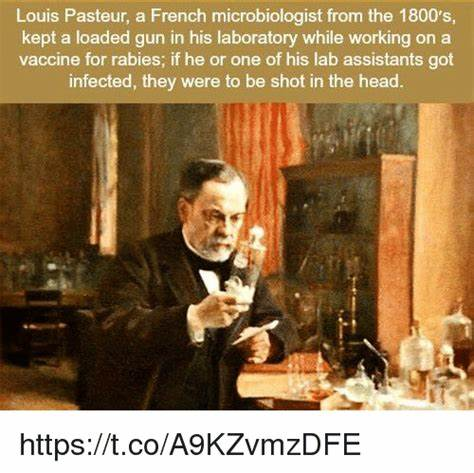 Louis Pasteur, a French microbiologist from the 1800's,
kept a loaded gun in his laboratory while working on a
vaccine for rabies; if he or one of his lab assistants got
infected, they were to be shot in the head.
https://t.co/A9KZvmzDFE